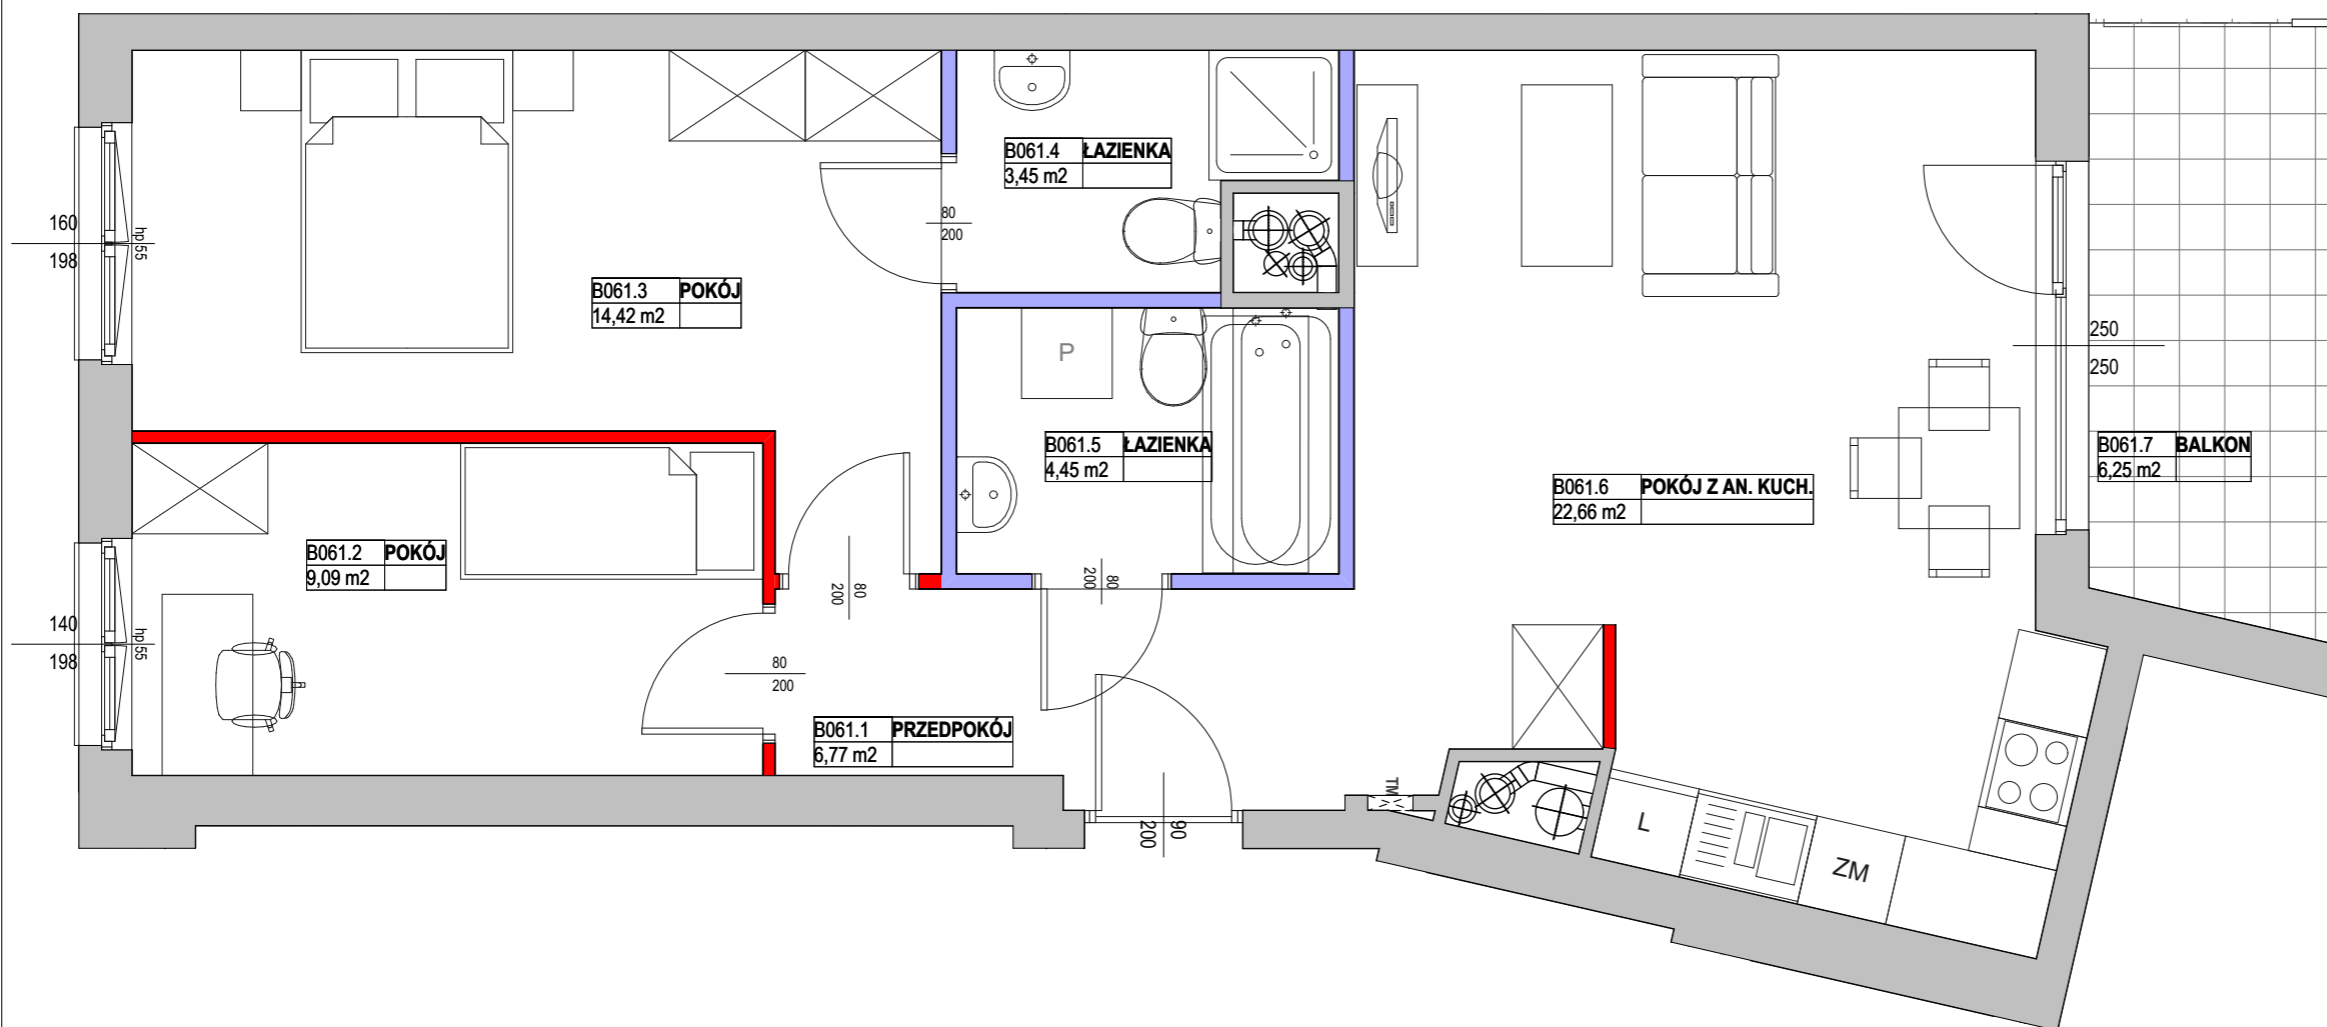 B061.4 ŁAZIENKA
3,45 m2
160
198
hp 55
80
200
B061.3 POKÓJ
14,42 m2
250
250
P
B061.5 ŁAZIENKA
4,45 m2
B061.7 BALKON
6,25 m2
B061.6 POKÓJ Z AN. KUCH.
22,66 m2
B061.2 POKÓJ
9,09 m2
80
200
80
200
140
198
hp 55
80
200
B061.1 PRZEDPOKÓJ
6,77 m2
TM
90
200
L
ZM